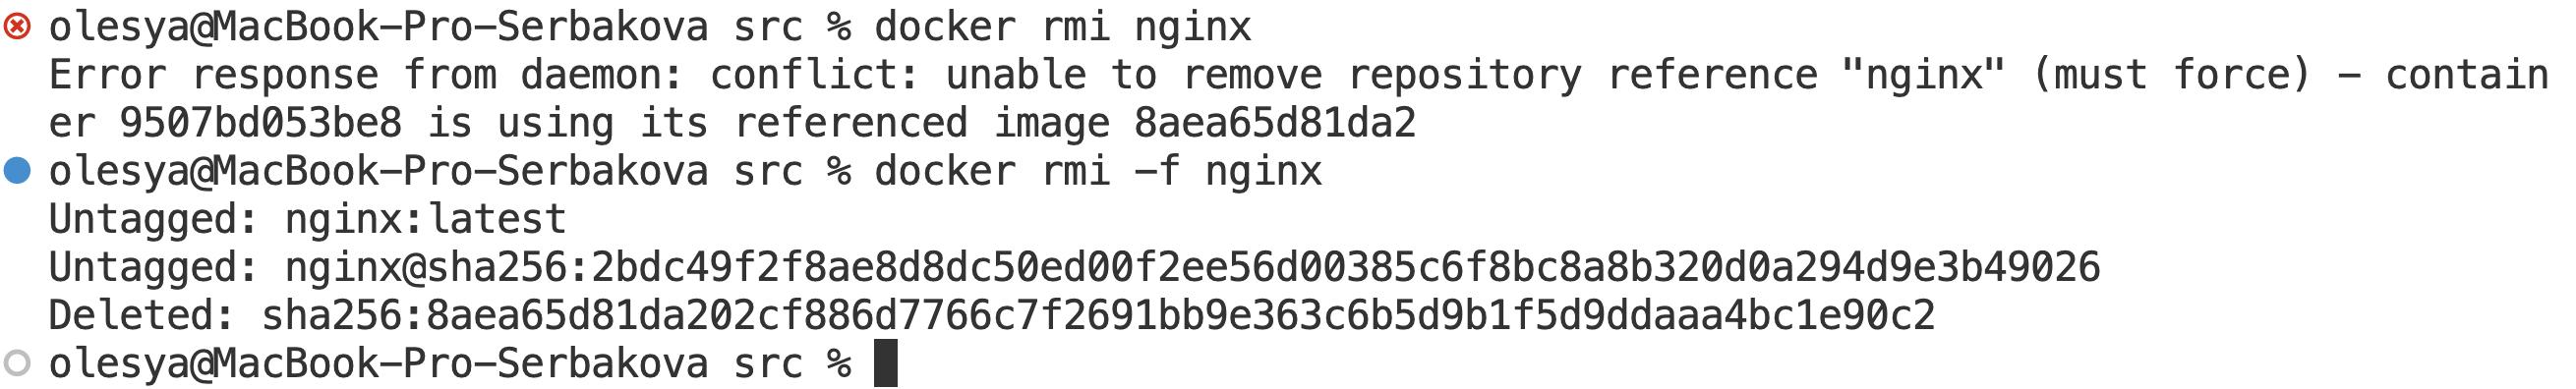 olesya@MacBook-Pro-Serbakova src % docker rmi nginx
Error response from daemon: conflict: unable to remove repository reference "nginx" (must force) - contain
er 9507bd053be8 is using its referenced image 8aea65d81da2
olesya@MacBook-Pro-Serbakova src % docker rmi -f nginx
Untagged: nginx:latest
Untagged: nginx@sha256:2bdc49f2f8ae8d8dc50ed00f2ee56d00385c6f8bc8a8b320d0a294d9e3b49026
Deleted: sha256:8aea65d81da202cf886d7766c7f2691bb9e363c6b5d9b1f5d9ddaaa4bc1e90c2
olesya@MacBook-Pro-Serbakova src %